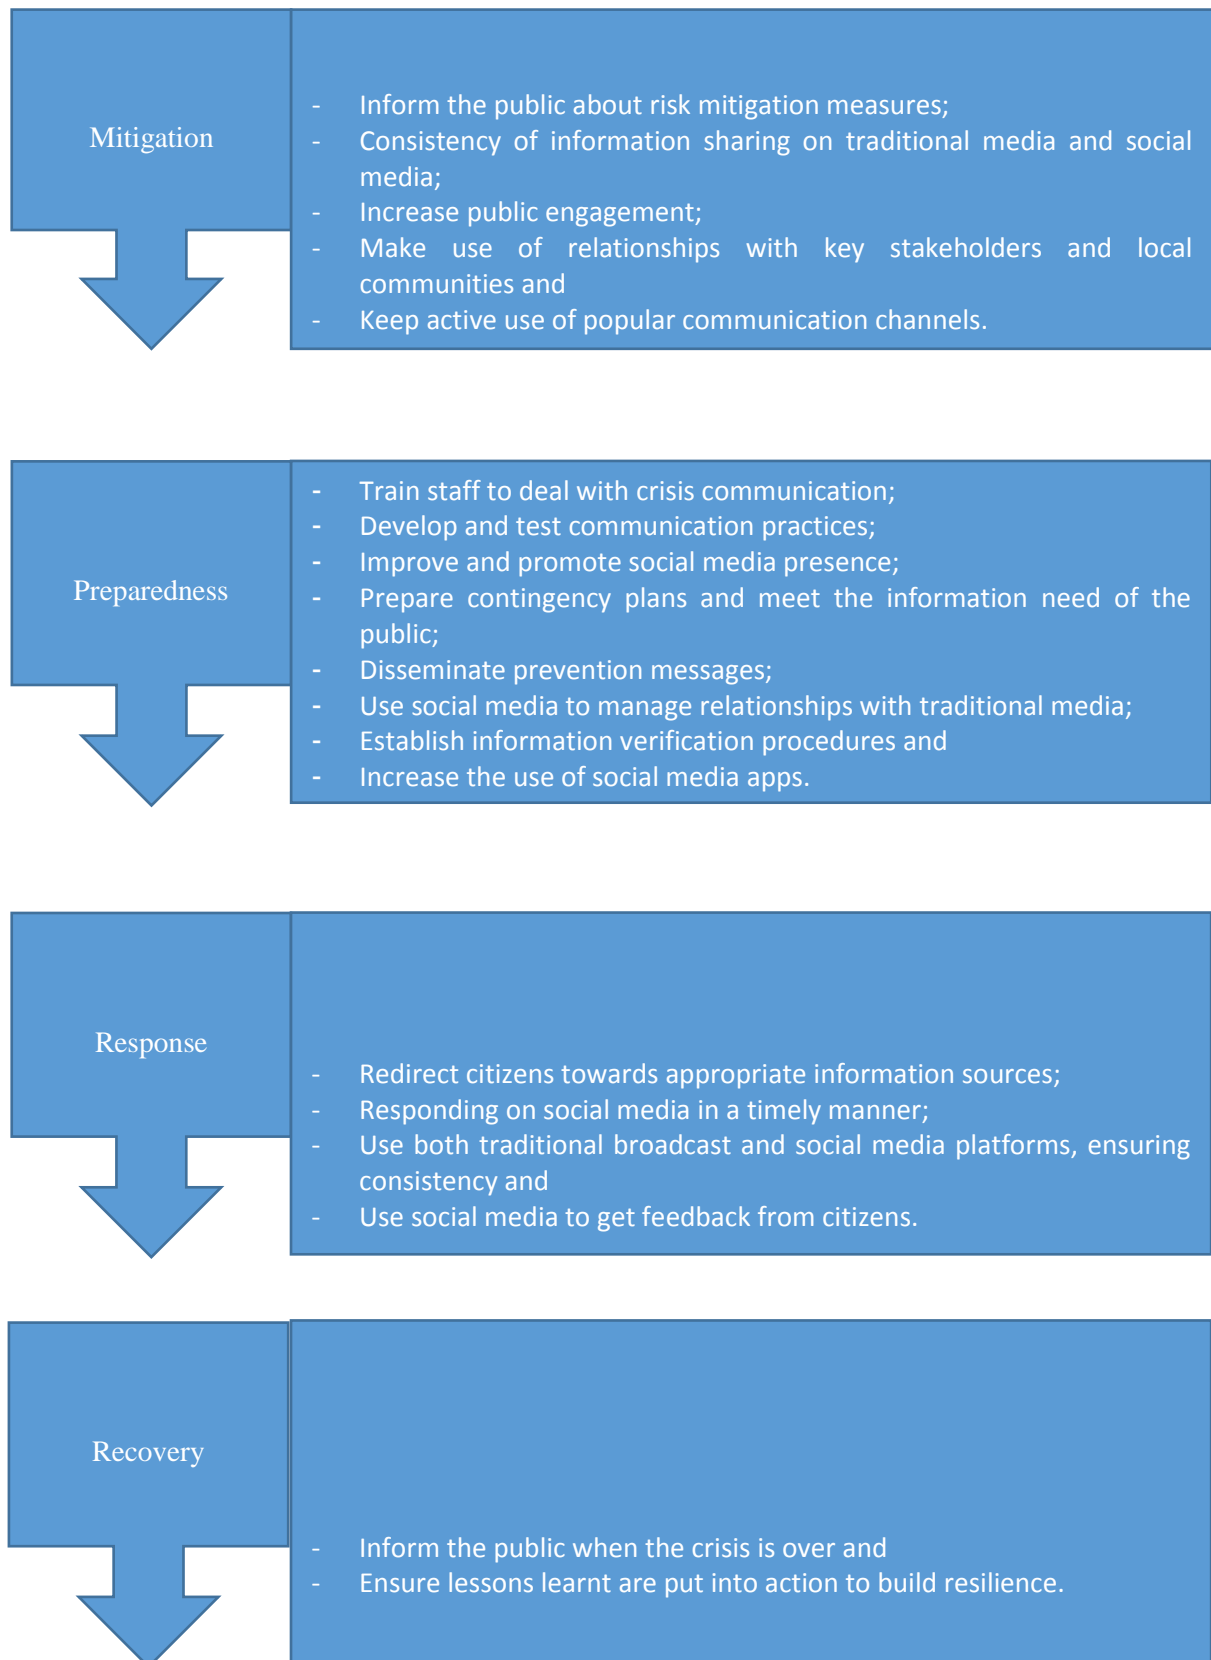 Mitigation
- Inform the public about risk mitigation measures;
- Consistency of information sharing on traditional media and social
media;
- Increase public engagement;
- Make use of relationships with key stakeholders and local
communities and
- Keep active use of popular communication channels.
Preparedness
- Train staff to deal with crisis communication;
- Develop and test communication practices;
- Improve and promote social media presence;
- Prepare contingency plans and meet the information need of the
public;
- Disseminate prevention messages;
- Use social media to manage relationships with traditional media;
- Establish information verification procedures and
- Increase the use of social media apps.
Response
- Redirect citizens towards appropriate information sources;
- Responding on social media in a timely manner;
- Use both traditional broadcast and social media platforms, ensuring
consistency and
- Use social media to get feedback from citizens.
Recovery
- Inform the public when the crisis is over and
- Ensure lessons learnt are put into action to build resilience.